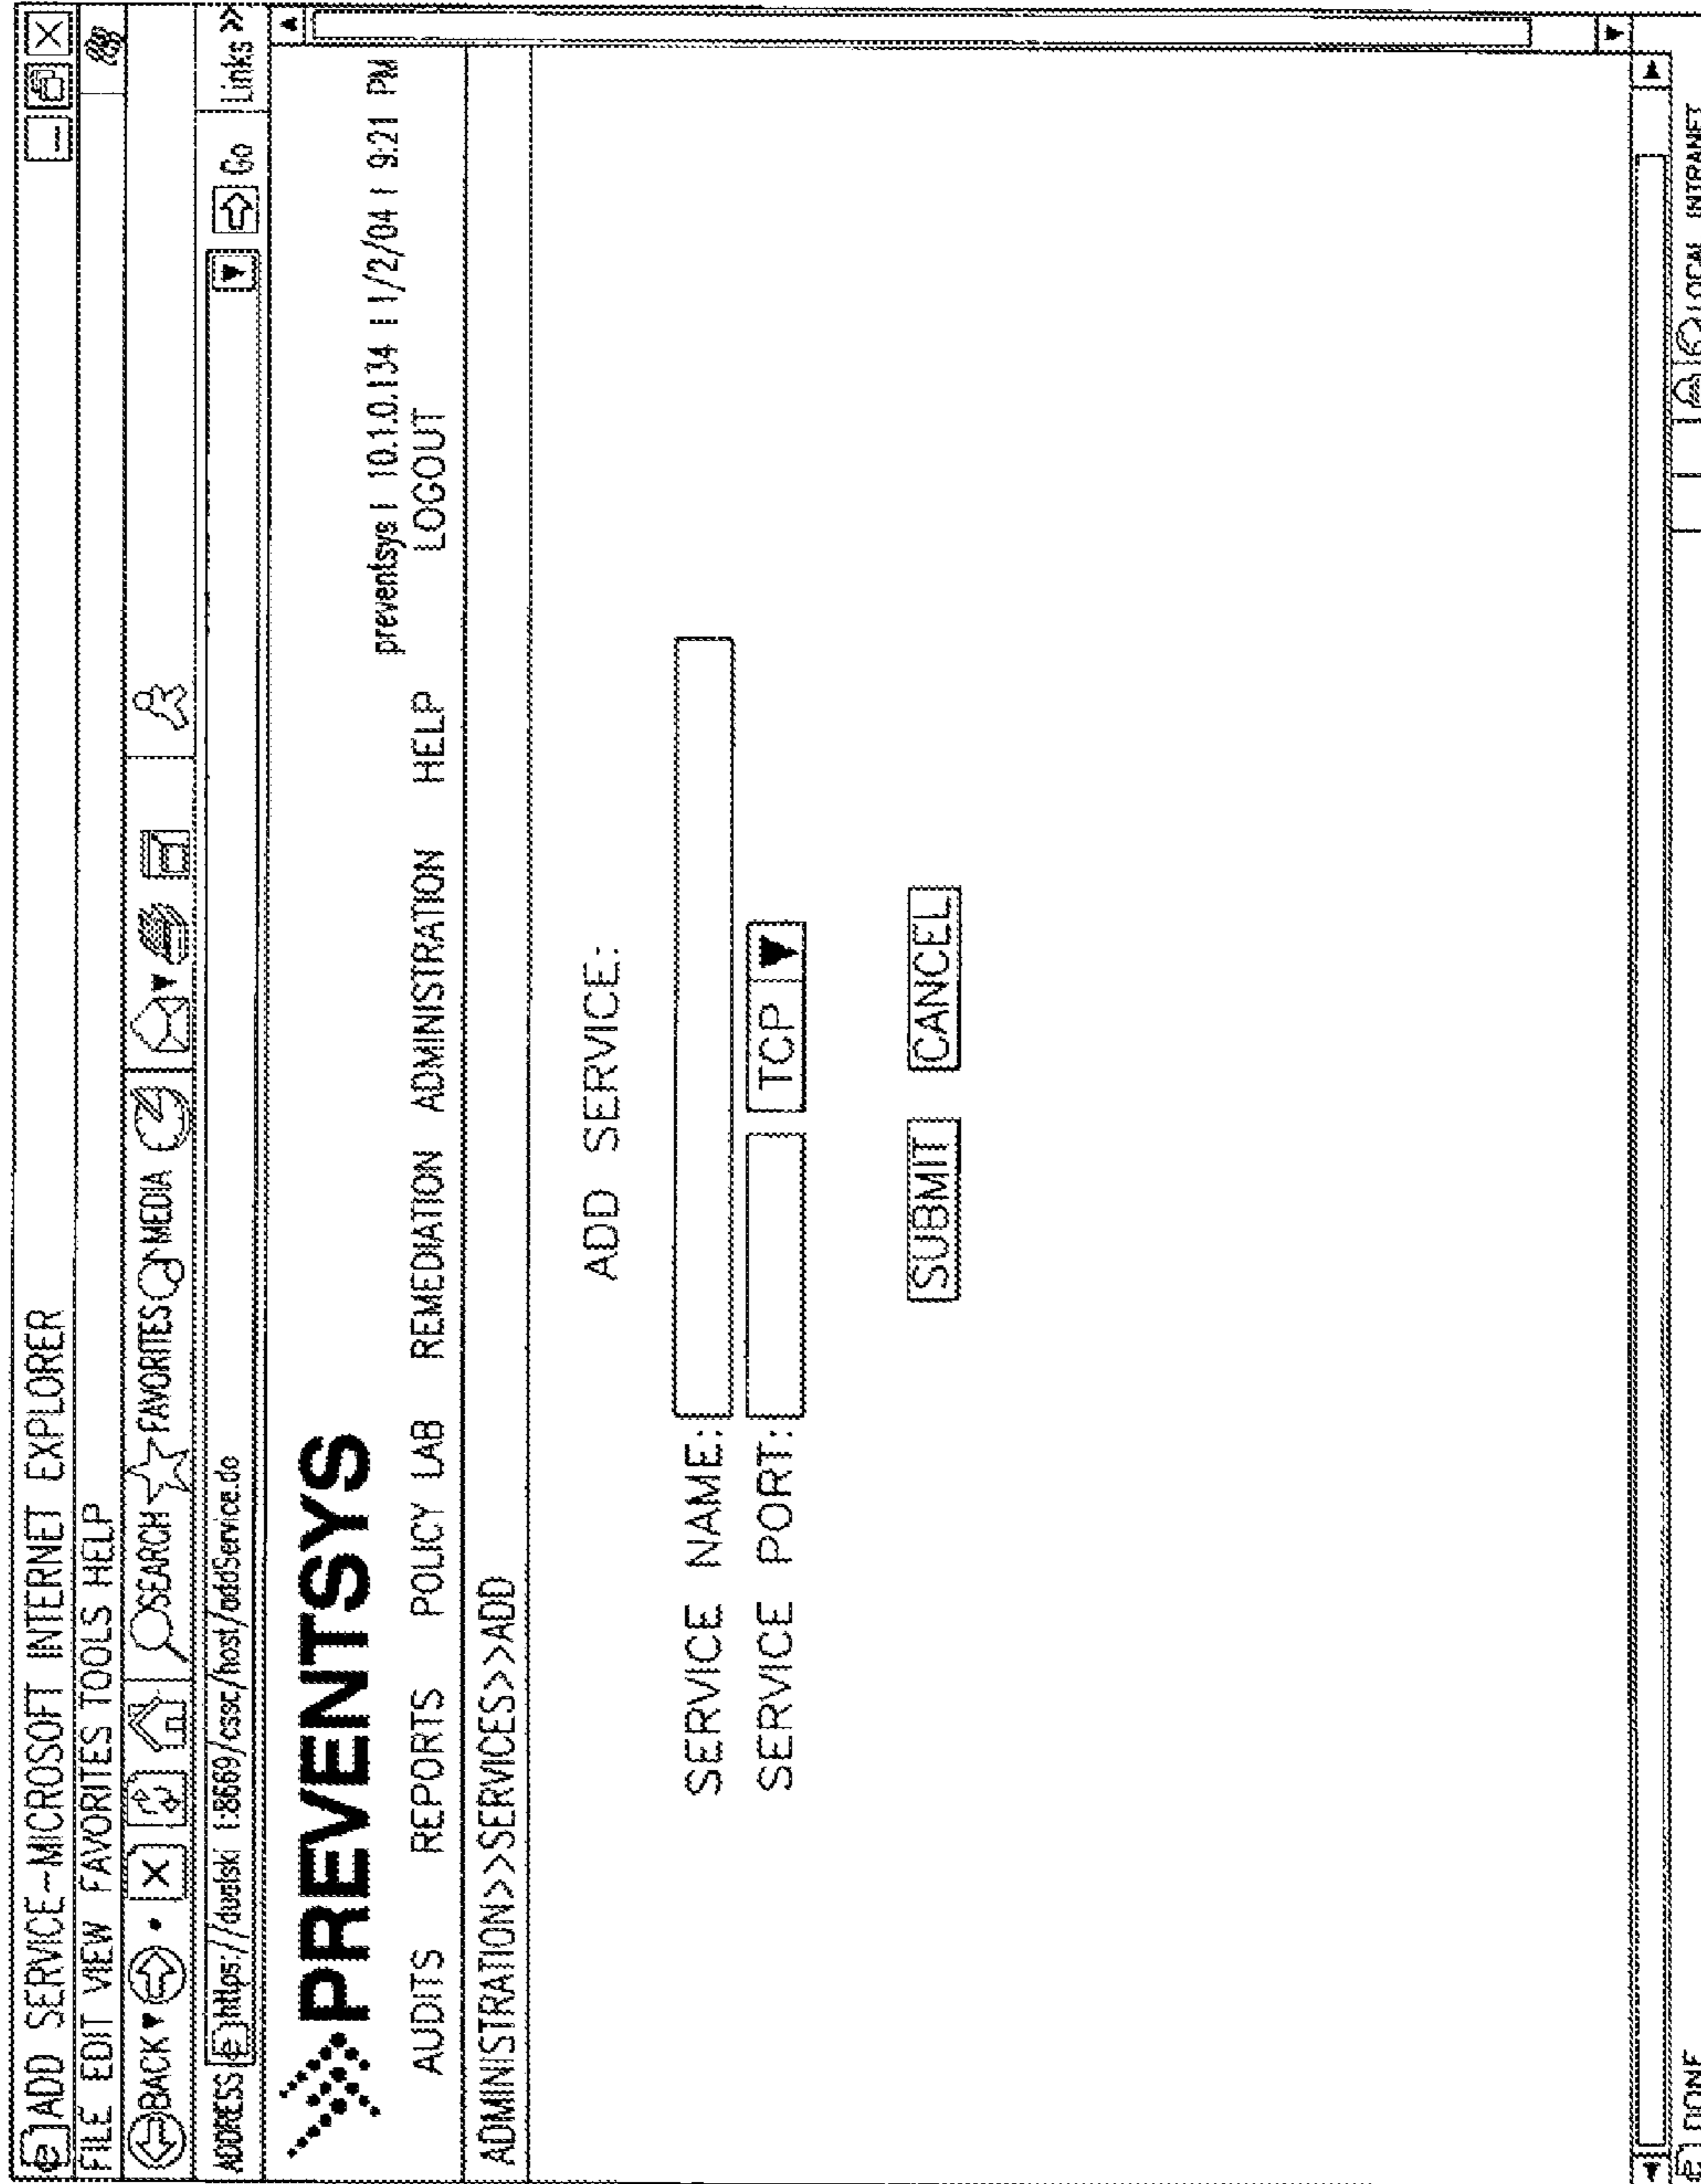 ADD SERVICE-MICROSOFT INTERNET EXPLORER
FILE EDIT VIEW FAVORITES TOOLS HELP
BACK SEARCH FAVORITES MEDIA
ADDRESS https://dualski 1:8669/cssc/host/addService.do Go Links >>
PREVENTSYS
preventsys | 10.1.0.134 | 1/2/04 | 9:21 PM
AUDITS REPORTS POLICY LAB REMEDIATION ADMINISTRATION HELP LOGOUT
ADMINISTRATION>>SERVICES>>ADD
ADD SERVICE:
SERVICE NAME:
SERVICE PORT: TCP
SUBMIT CANCEL
DONE LOCAL INTRANET